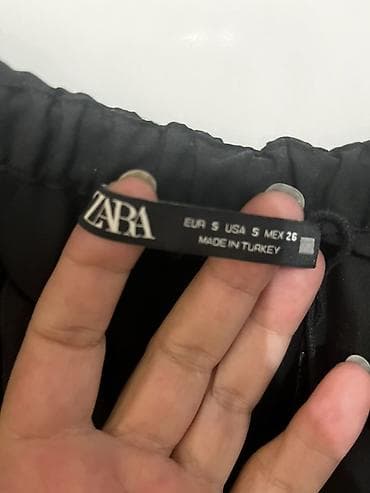 ZARA
EUR S USA S MEX 26
MADE IN TURKEY